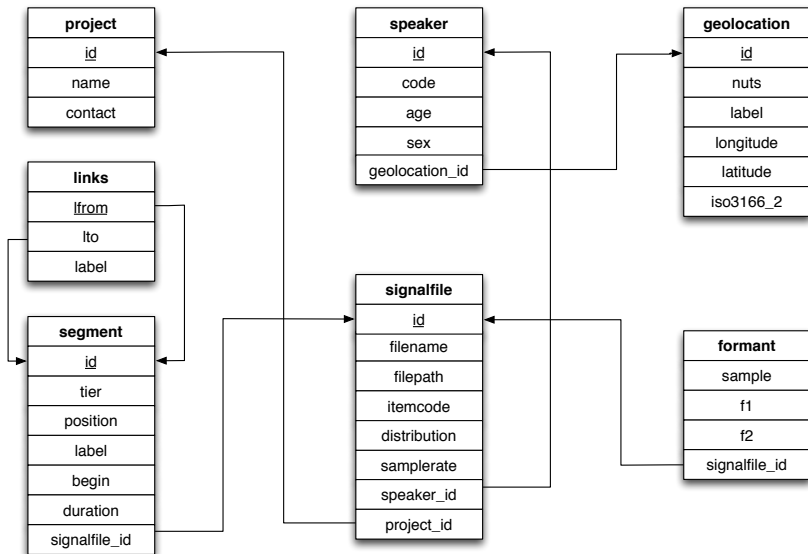 project
id
name
contact
speaker
id
code
age
sex
geolocation_id
geolocation
id
nuts
label
longitude
latitude
iso3166_2
links
lfrom
lto
label
segment
id
tier
position
label
begin
duration
signalfile_id
signalfile
id
filename
filepath
itemcode
distribution
samplerate
speaker_id
project_id
formant
sample
f1
f2
signalfile_id